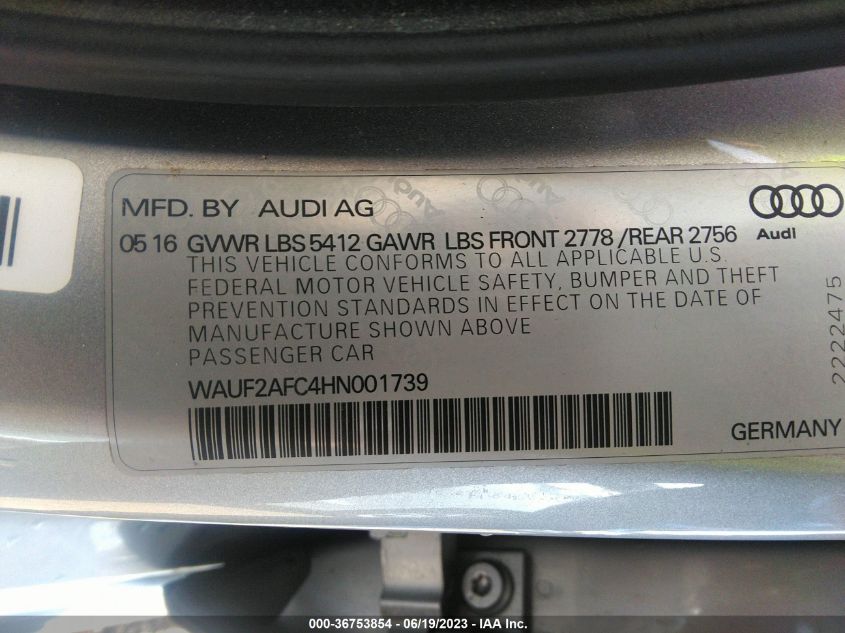 MFD. BY AUDI AG
05 16 GVWR LBS 5412 GAWR LBS FRONT 2778 /REAR 2756
Audi
THIS VEHICLE CONFORMS TO ALL APPLICABLE U.S.
FEDERAL MOTOR VEHICLE SAFETY, BUMPER AND THEFT
PREVENTION STANDARDS IN EFFECT ON THE DATE OF
MANUFACTURE SHOWN ABOVE
PASSENGER CAR
WAUF2AFC4HN001739
2222475
GERMANY
000-36753854 - 06/19/2023 - IAA Inc.